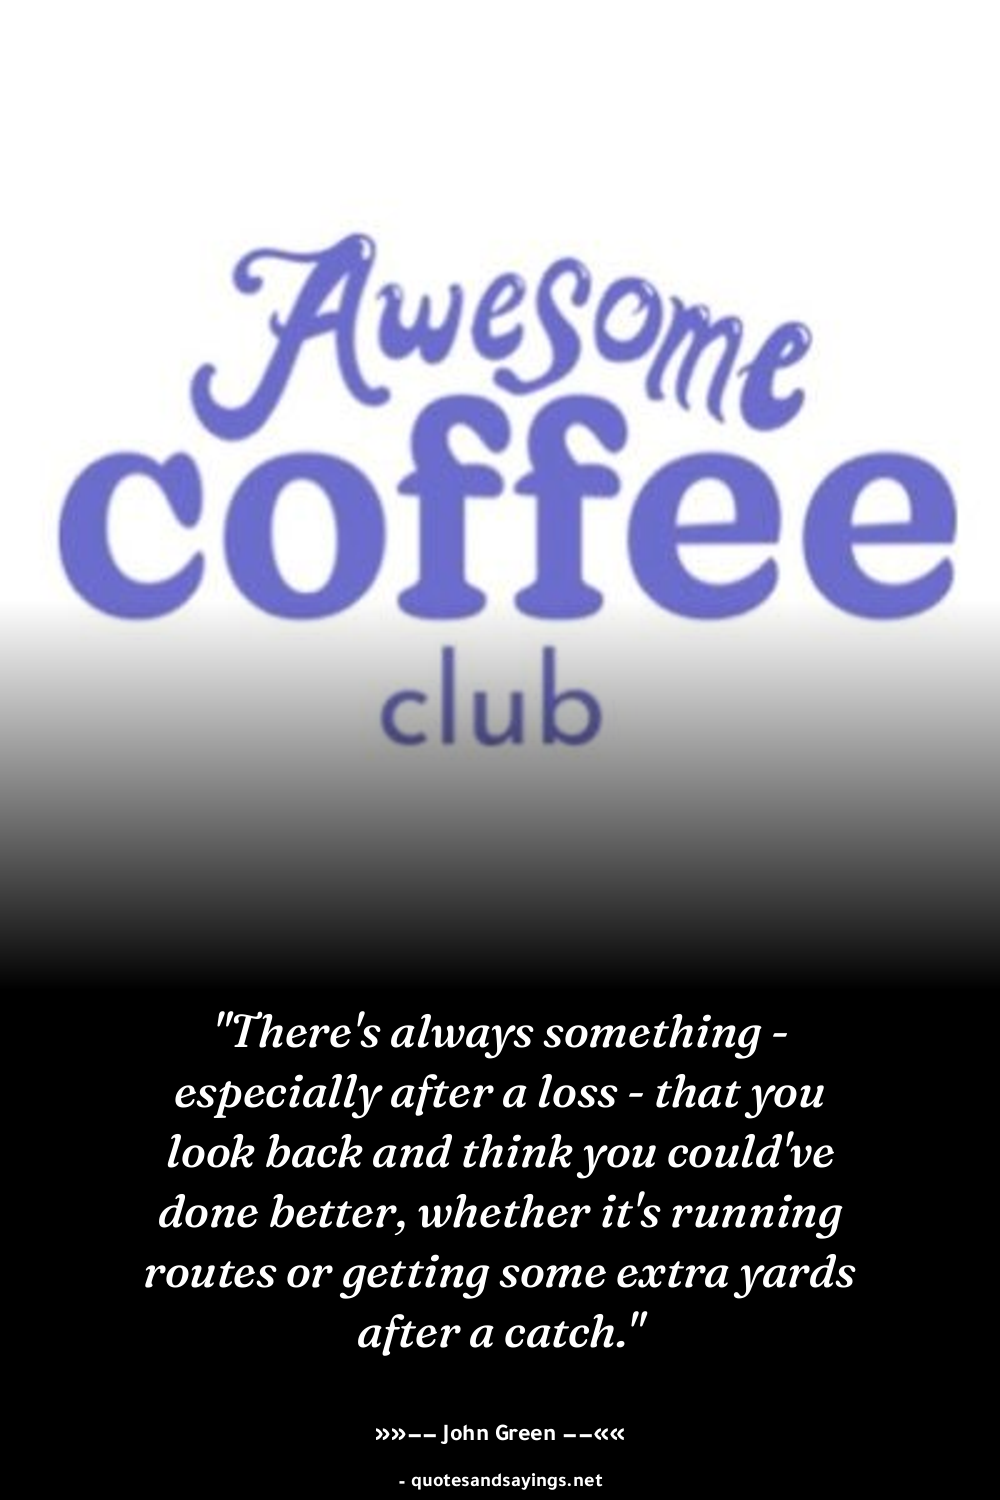 Awesome
coffee
club
"There's always something -
especially after a loss - that you
look back and think you could've
done better, whether it's running
routes or getting some extra yards
after a catch."
»»–– John Green ––««
- quotesandsayings.net